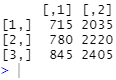 [,1] [,2]
[1,] 715 2035
[2,] 780 2220
[3,] 845 2405
>